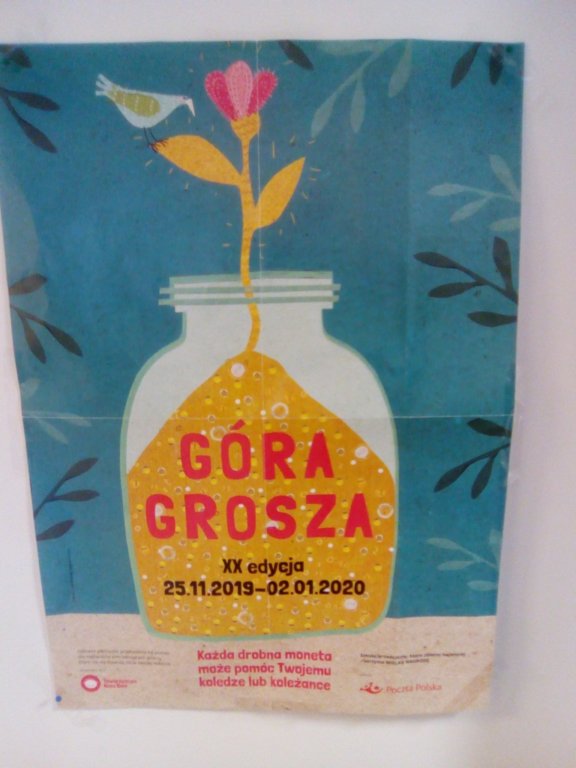 GÓRA
GROSZA
XX edycja
25.11.2019–02.01.2020
Każda drobna moneta
może pomóc Twojemu
koledze lub koleżance
Poczta Polska